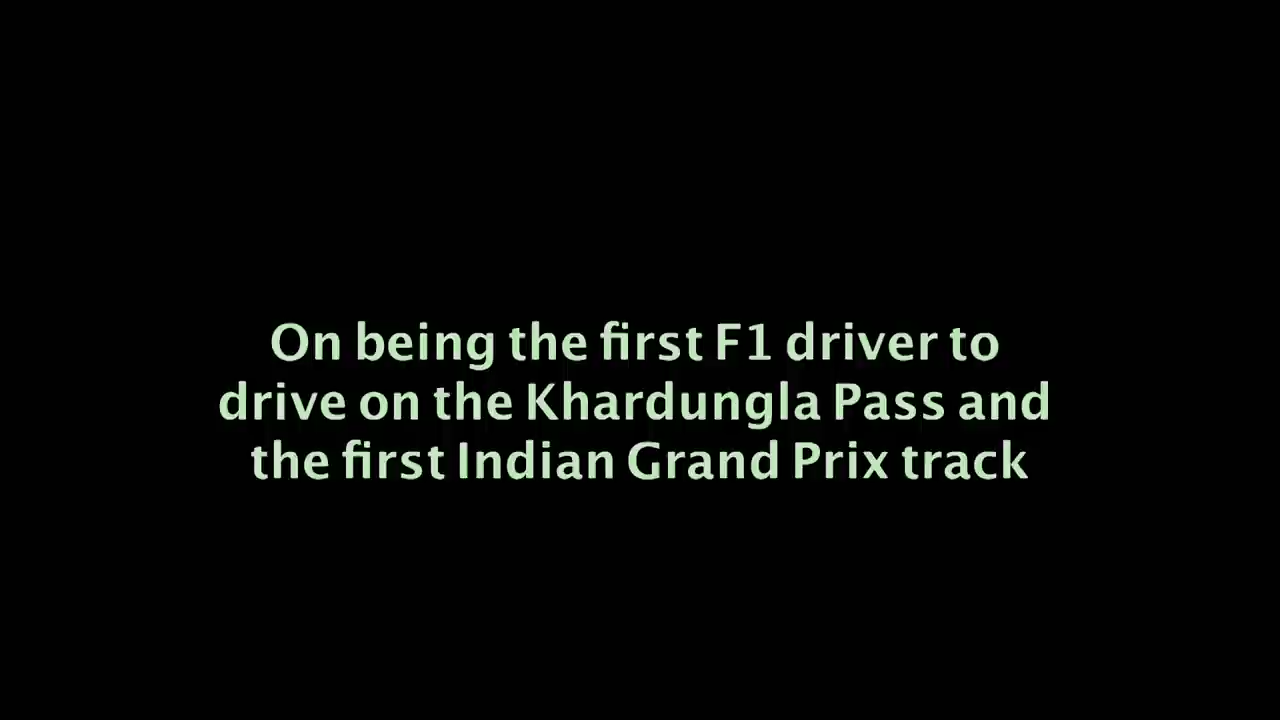 On being the first F1 driver to
drive on the Khardungla Pass and
the first Indian Grand Prix track